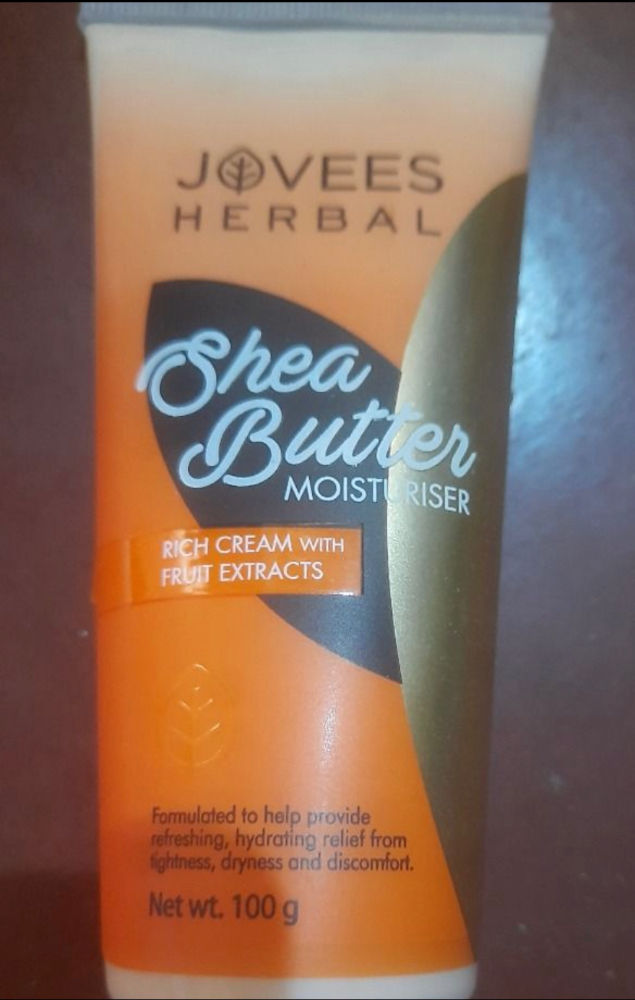 JOVEES
HERBAL
Shea
Butter
MOISTURISER
RICH CREAM WITH
FRUIT EXTRACTS
Formulated to help provide
refreshing, hydrating relief from
tightness, dryness and discomfort.
Net wt. 100 g